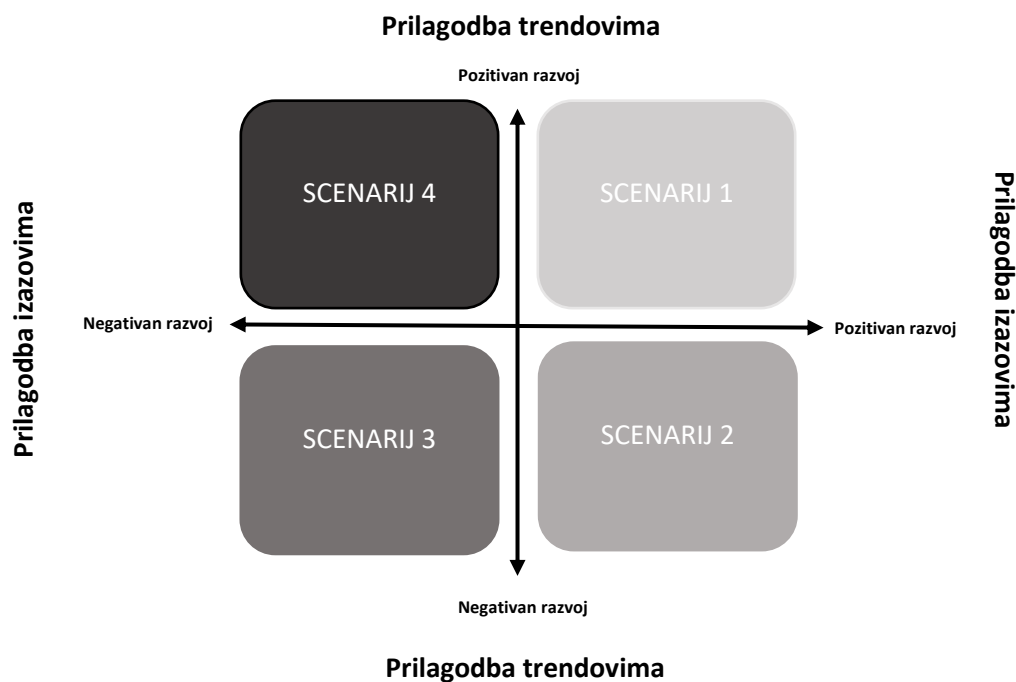 Prilagodba trendovima
Pozitivan razvoj
SCENARIJ 4
SCENARIJ 1
Prilagodba izazovima
Prilagodba izazovima
Negativan razvoj
Pozitivan razvoj
SCENARIJ 3
SCENARIJ 2
Negativan razvoj
Prilagodba trendovima